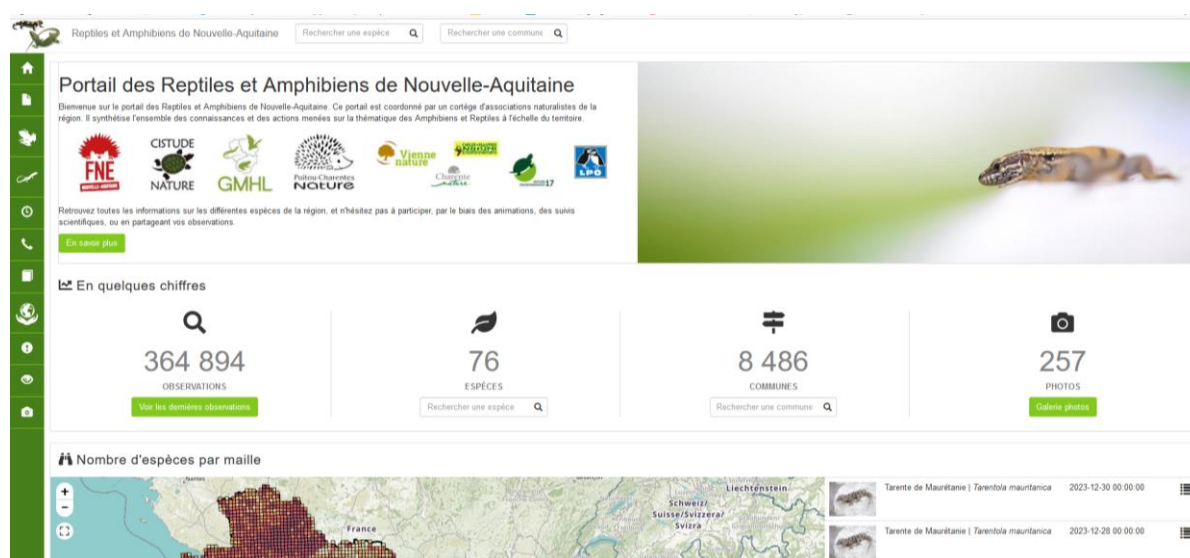 Reptiles et Amphibiens de Nouvelle-Aquitaine
Rechercher une espèce
Rechercher une commune
Portail des Reptiles et Amphibiens de Nouvelle-Aquitaine
Bienvenue sur le portail des Reptiles et Amphibiens de Nouvelle-Aquitaine. Ce portail est coordonné par un cortège d'associations naturalistes de la
région. Il synthétise l'ensemble des connaissances et des actions menées sur la thématique des Amphibiens et Reptiles à l'échelle du territoire.
FNE
NOUVELLE-AQUITAINE
CISTUDE
NATURE
GMHL
Poitou-Charentes
Nature
Vienne
nature
Charente
nature
17
LPO
Retrouvez toutes les informations sur les différentes espèces de la région, et n'hésitez pas à participer, par le biais des animations, des suivis
scientifiques, ou en partageant vos observations.
En savoir plus
En quelques chiffres
364 894
OBSERVATIONS
Voir les dernières observations
76
ESPÈCES
Rechercher une espèce
8 486
COMMUNES
Rechercher une commune
257
PHOTOS
Galerie photos
Nombre d'espèces par maille
+
−
Nantes
France
Liechtenstein
Schweiz/
Suisse/Svizzera/
Svizra
Tarente de Maurétanie | Tarentola mauritanica 2023-12-30 00:00:00
Tarente de Maurétanie | Tarentola mauritanica 2023-12-28 00:00:00